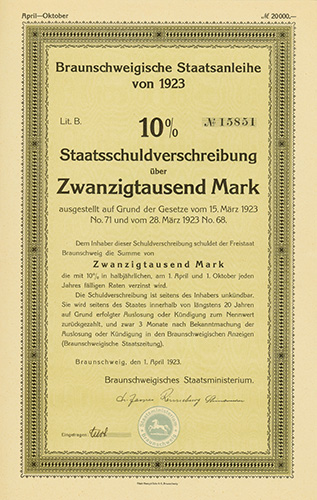 April—Oktober
ℳ 20000,—
Braunschweigische Staatsanleihe
von 1923
Lit. B.
10%
№ 15851
Staatsschuldverschreibung
über
Zwanzigtausend Mark
ausgestellt auf Grund der Gesetze vom 15. März 1923
No. 71 und vom 28. März 1923 No. 68.
Dem Inhaber dieser Schuldverschreibung schuldet der Freistaat
Braunschweig die Summe von
Zwanzigtausend Mark
die mit 10% in halbjährlichen, am 1. April und 1. Oktober jeden
Jahres fälligen Raten verzinst wird.
Die Schuldverschreibung ist seitens des Inhabers unkündbar.
Sie wird seitens des Staates innerhalb von längstens 20 Jahren
auf Grund erfolgter Auslosung oder Kündigung zum Nennwert
zurückgezahlt, und zwar 3 Monate nach Bekanntmachung der
Auslosung oder Kündigung in den Braunschweigischen Anzeigen
(Braunschweigische Staatszeitung).
Braunschweig, den 1. April 1923.
Braunschweigisches Staatsministerium.
Eingetragen: